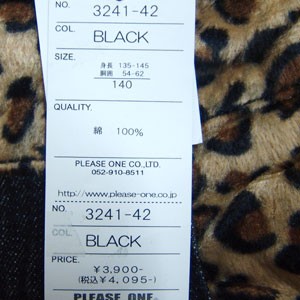 NO. 3241-42
COL. BLACK
SIZE.
身長 135-145
胴囲 54-62
140
QUALITY.
綿 100%
PLEASE ONE CO.,LTD.
052-910-8511
http://www.please-one.co.jp
NO. 3241-42
COL. BLACK
PRICE.
¥3,900-
(税込¥4,095-)
PLEASE ONE